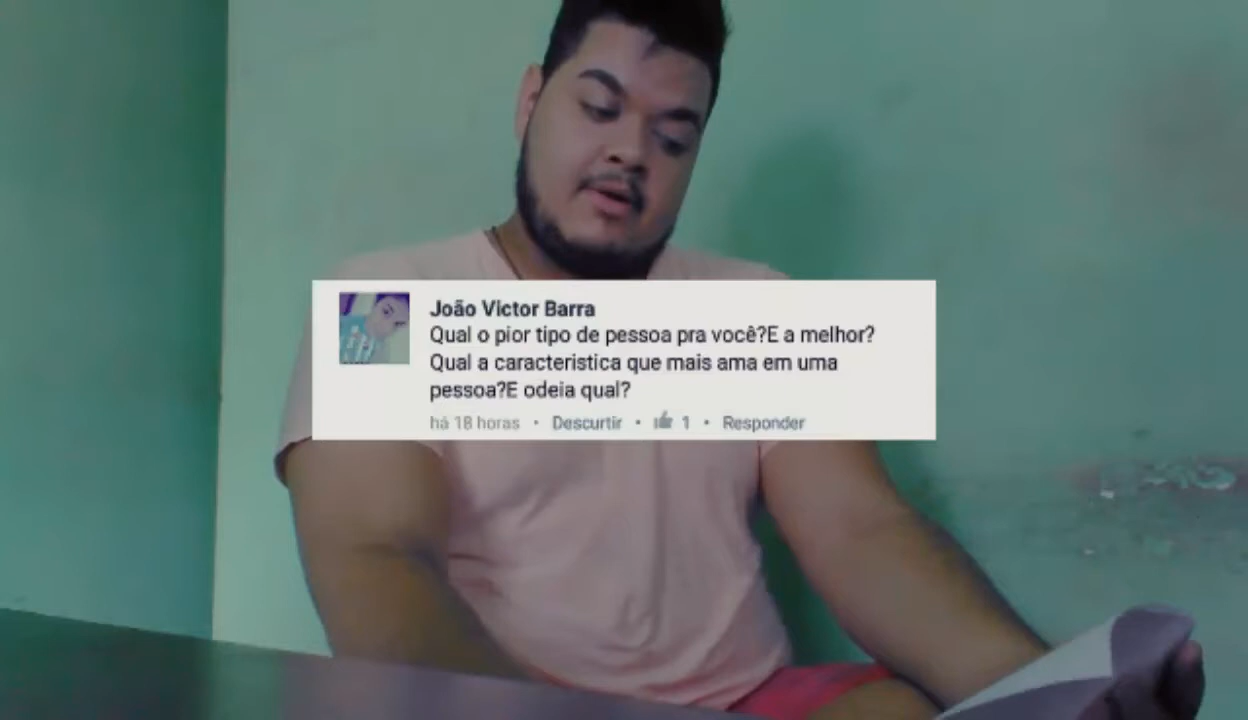 João Victor Barra
Qual o pior tipo de pessoa pra você?E a melhor?
Qual a caracteristica que mais ama em uma
pessoa?E odeia qual?
há 18 horas · Descurtir · 1 · Responder